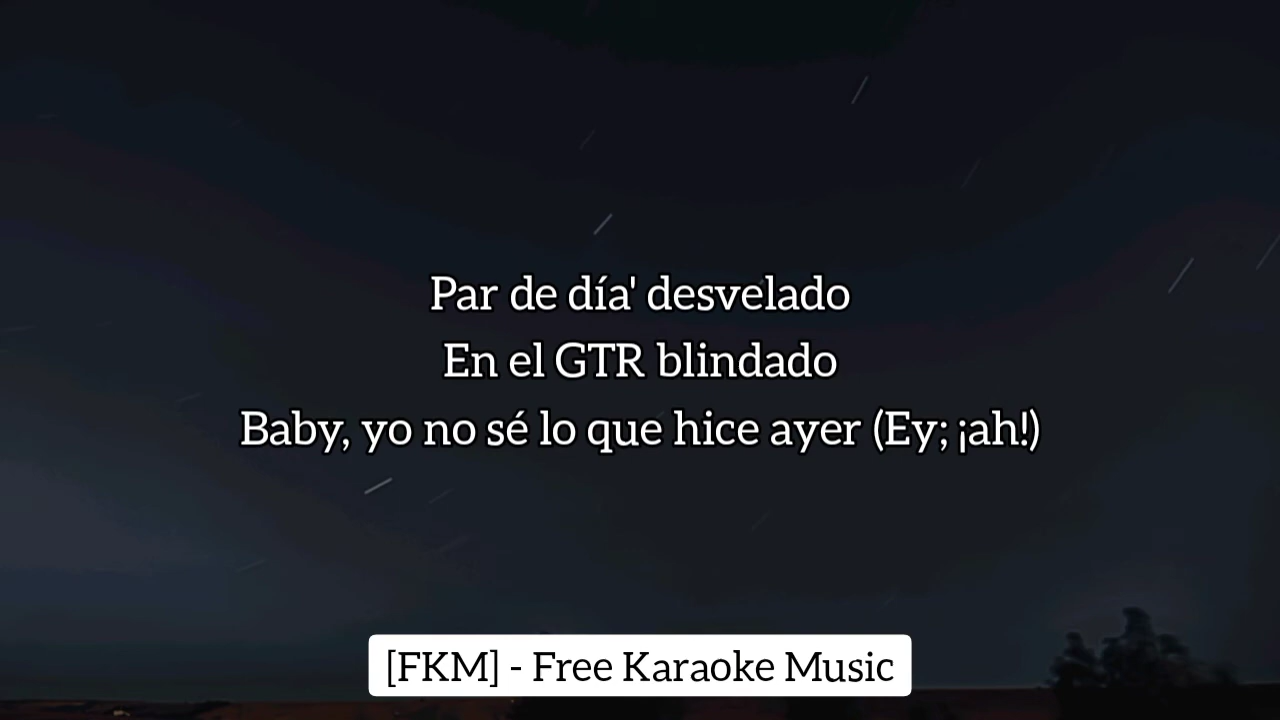 Par de día' desvelado
En el GTR blindado
Baby, yo no sé lo que hice ayer (Ey; ¡ah!)
[FKM] - Free Karaoke Music